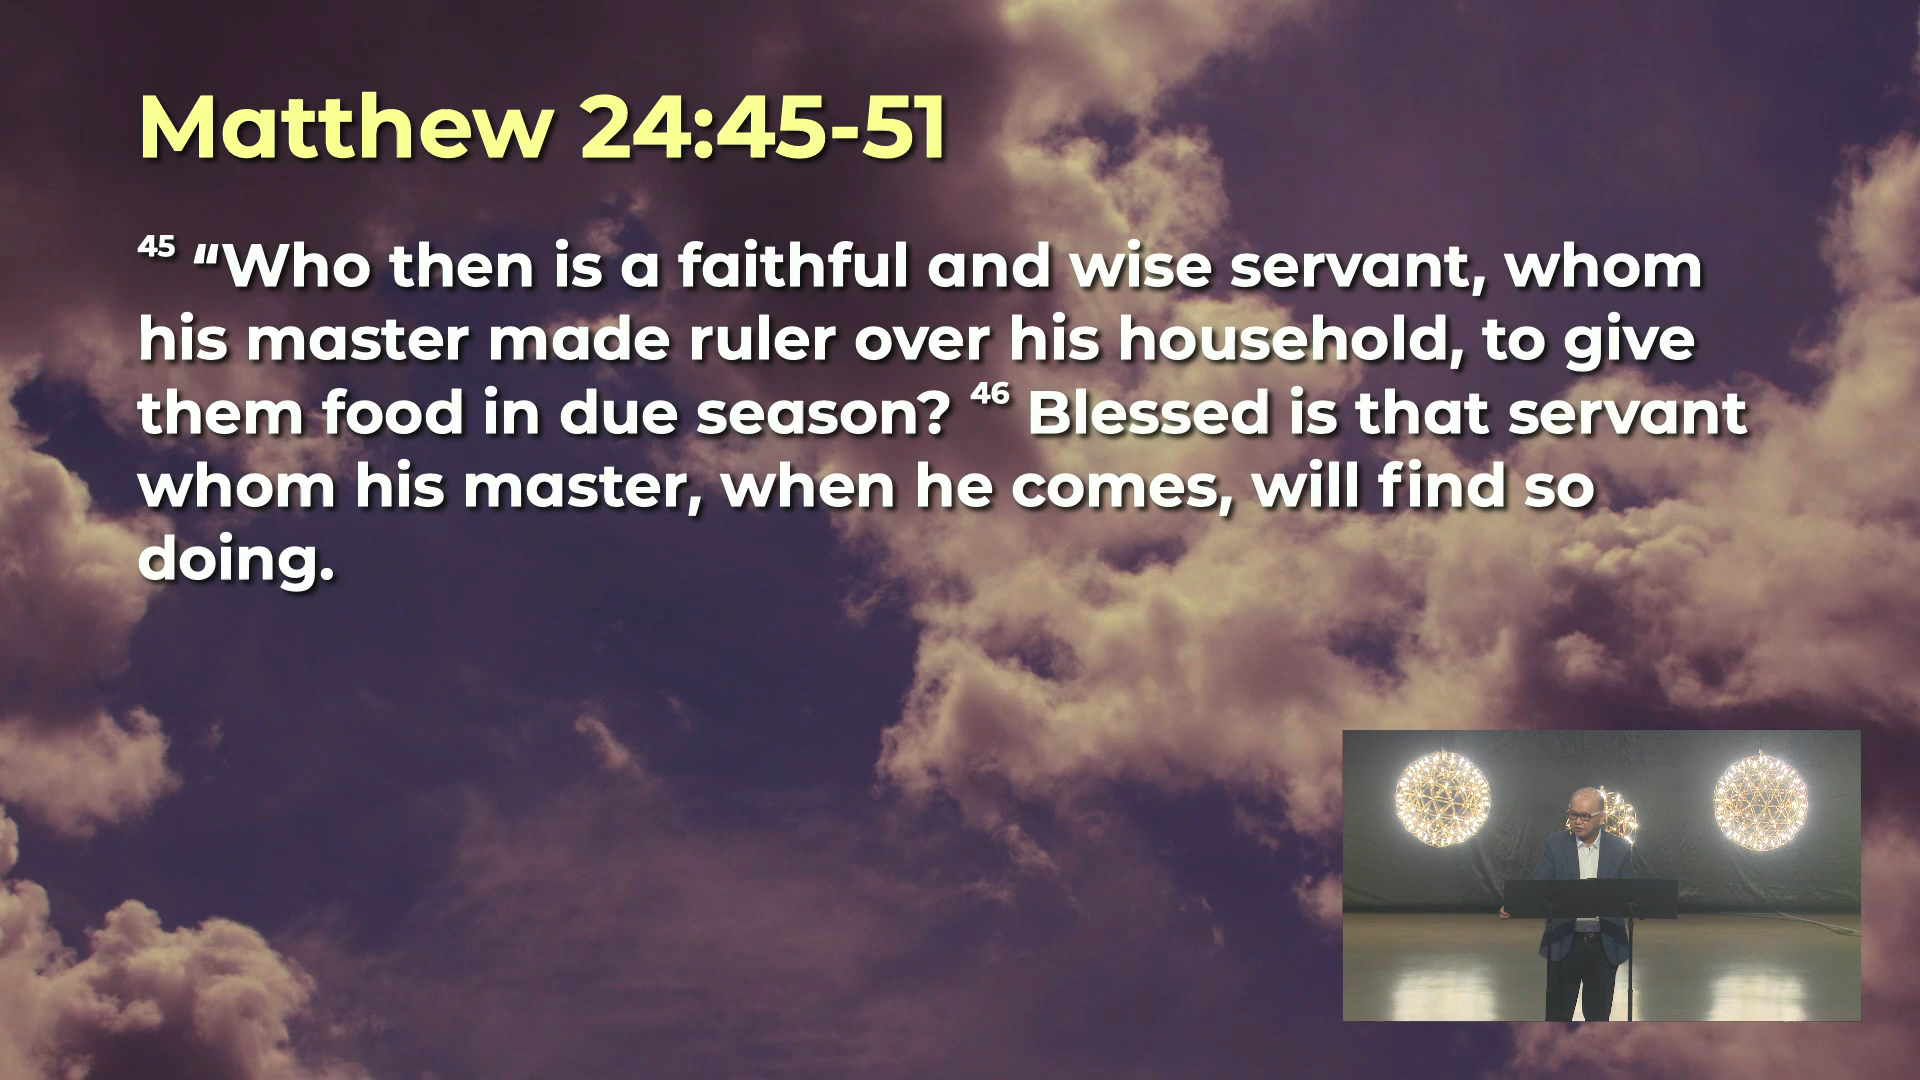 Matthew 24:45-51
45 “Who then is a faithful and wise servant, whom
his master made ruler over his household, to give
them food in due season? 46 Blessed is that servant
whom his master, when he comes, will find so
doing.